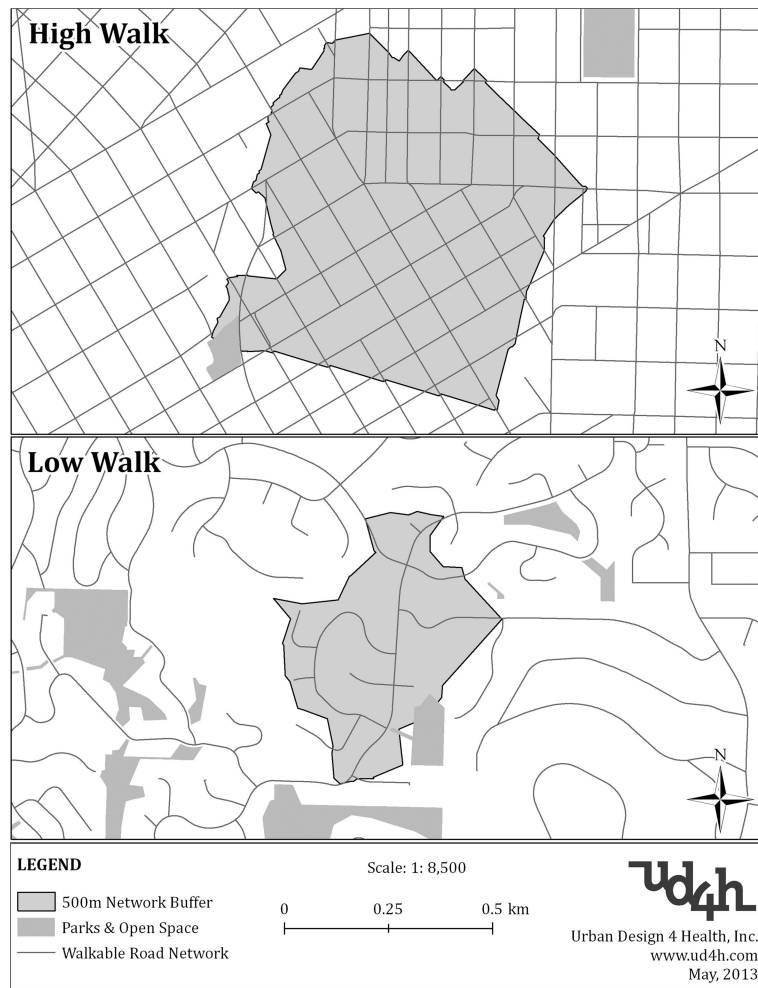 High Walk
N
Low Walk
N
LEGEND
500m Network Buffer
Parks & Open Space
Walkable Road Network
Scale: 1: 8,500
0 0.25 0.5 km
ud4h
Urban Design 4 Health, Inc.
www.ud4h.com
May, 2013